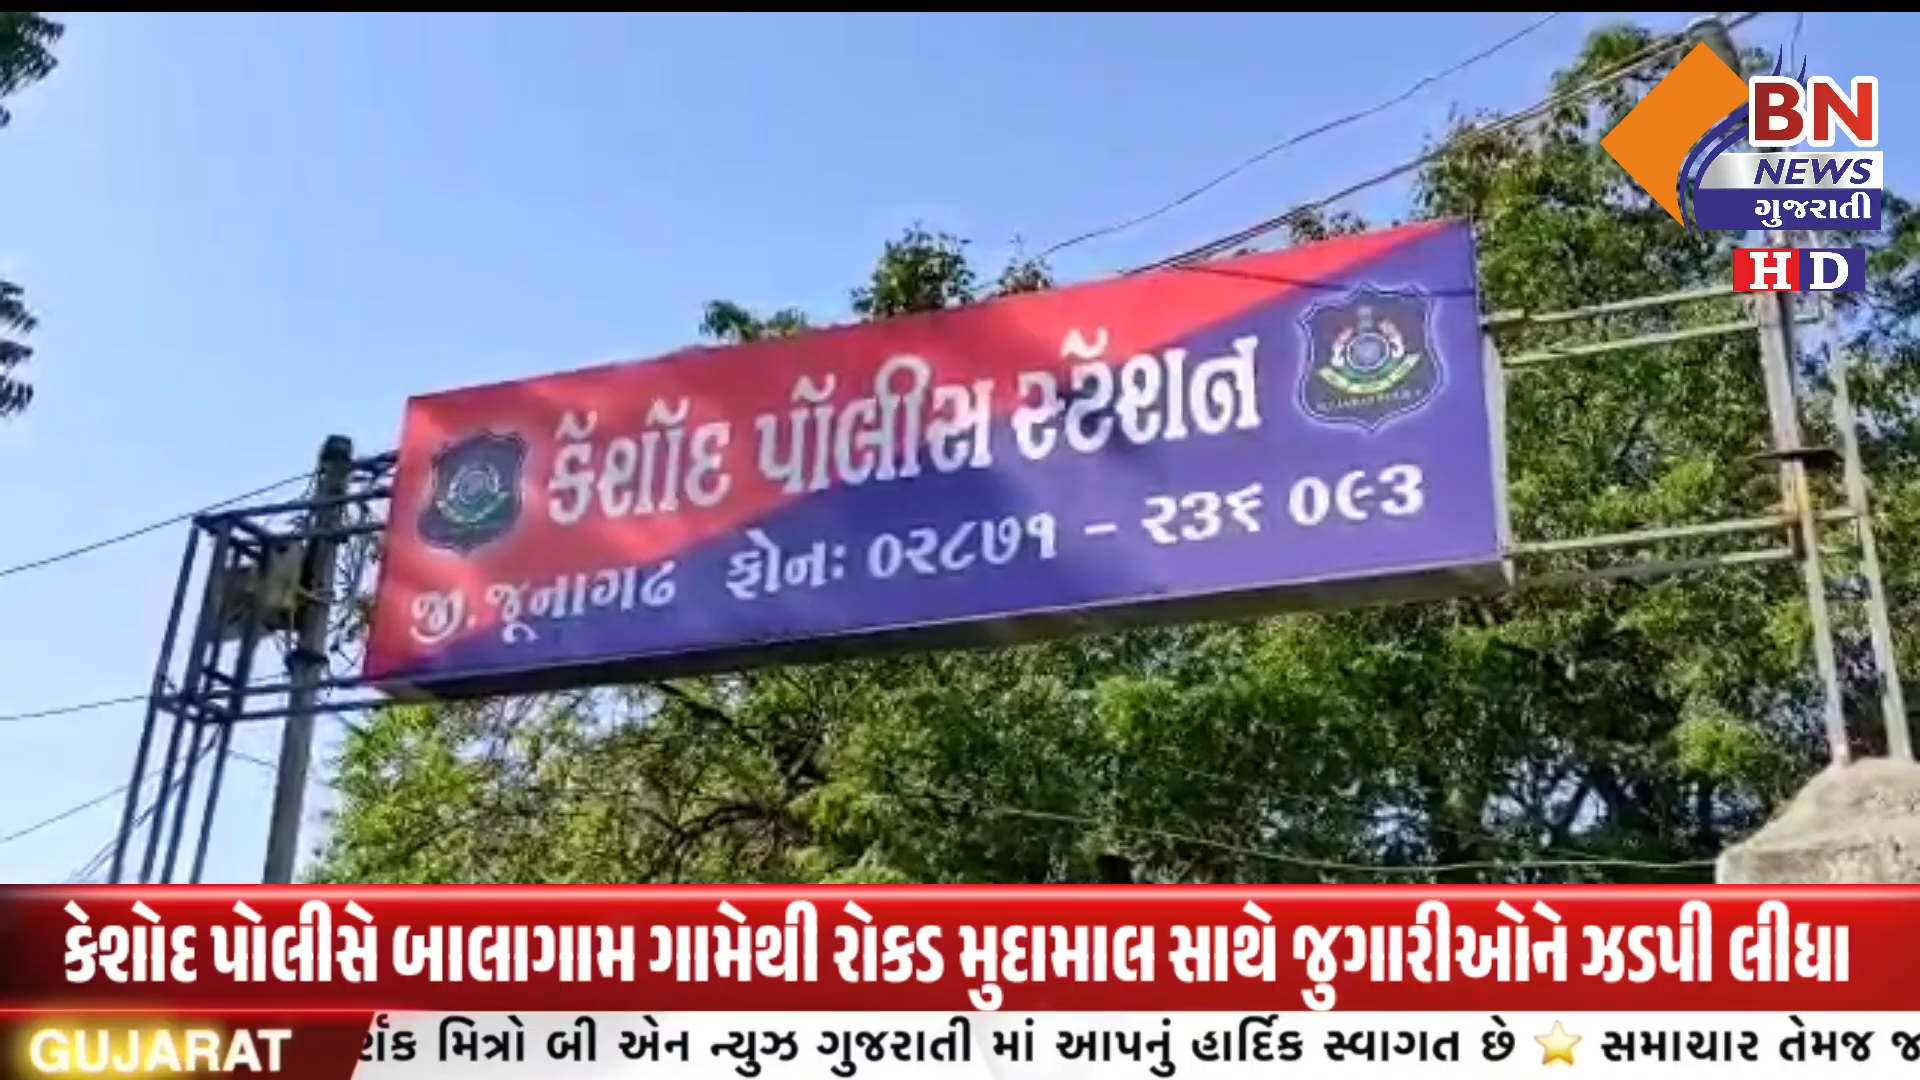 BN
NEWS
ગુજરાતી
HD
કેશોદ પોલીસ સ્ટેશન
જી. જૂનાગઢ ફોનઃ ૦૨૮૭૧ - ૨૩૬ ૦૯૩
કેશોદ પોલીસે બાલાગામ ગામેથી રોકડ મુદામાલ સાથે જુગારીઓને ઝડપી લીધા
GUJARAT
ર્શક મિત્રો બી એન ન્યુઝ ગુજરાતી માં આપનું હાર્દિક સ્વાગત છે ⭐ સમાચાર તેમજ જ